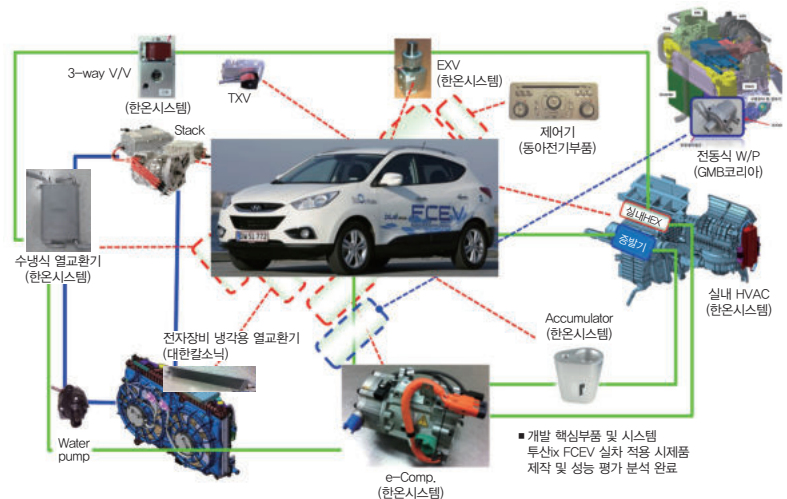 3-way V/V
(한온시스템)
TXV
EXV
(한온시스템)
제어기
(동아전기부품)
전동식 W/P
(GMB코리아)
Stack
수냉식 열교환기
(한온시스템)
FCEV
실내HEX
증발기
실내 HVAC
(한온시스템)
전자장비 냉각용 열교환기
(대한칼소닉)
Accumulator
(한온시스템)
Water
pump
e-Comp.
(한온시스템)
■ 개발 핵심부품 및 시스템
투산ix FCEV 실차 적용 시제품
제작 및 성능 평가 분석 완료